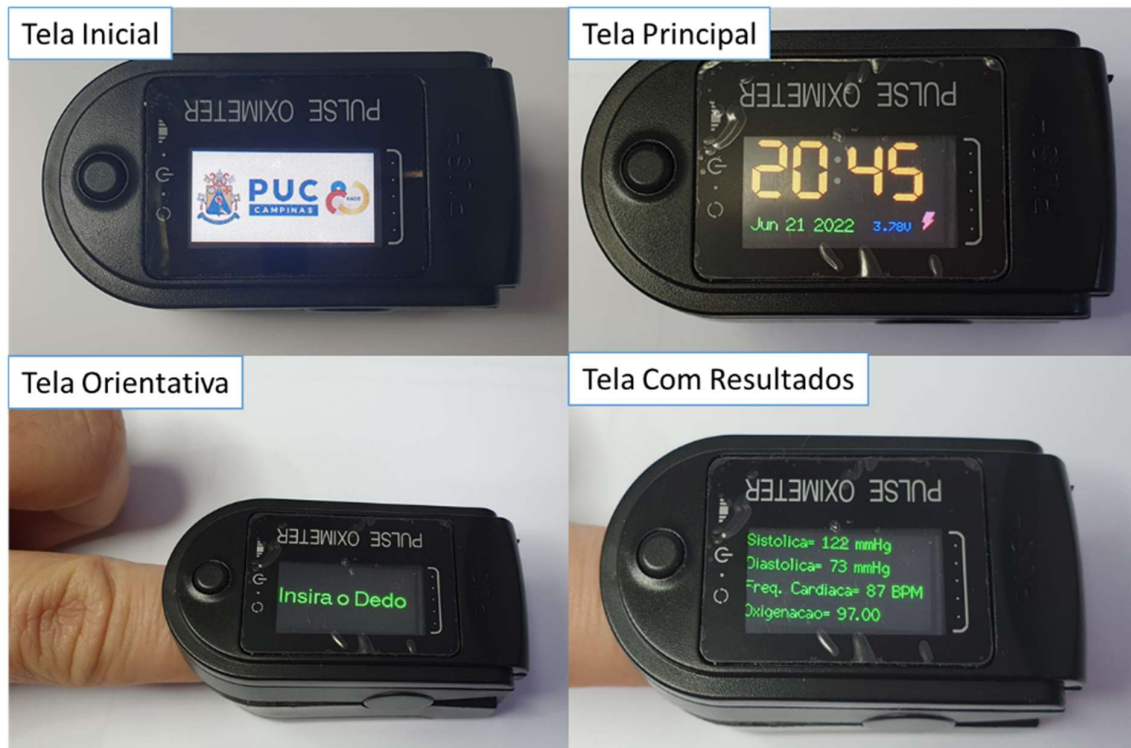 Tela Inicial
PULSE OXIMETER
PUC
CAMPINAS
ANOS
Tela Principal
PULSE OXIMETER
20:45
Jun 21 2022 3.78V
Tela Orientativa
PULSE OXIMETER
Insira o Dedo
Tela Com Resultados
PULSE OXIMETER
Sistolica= 122 mmHg
Diastolica= 73 mmHg
Freq. Cardiaca= 87 BPM
Oxigenacao= 97.00